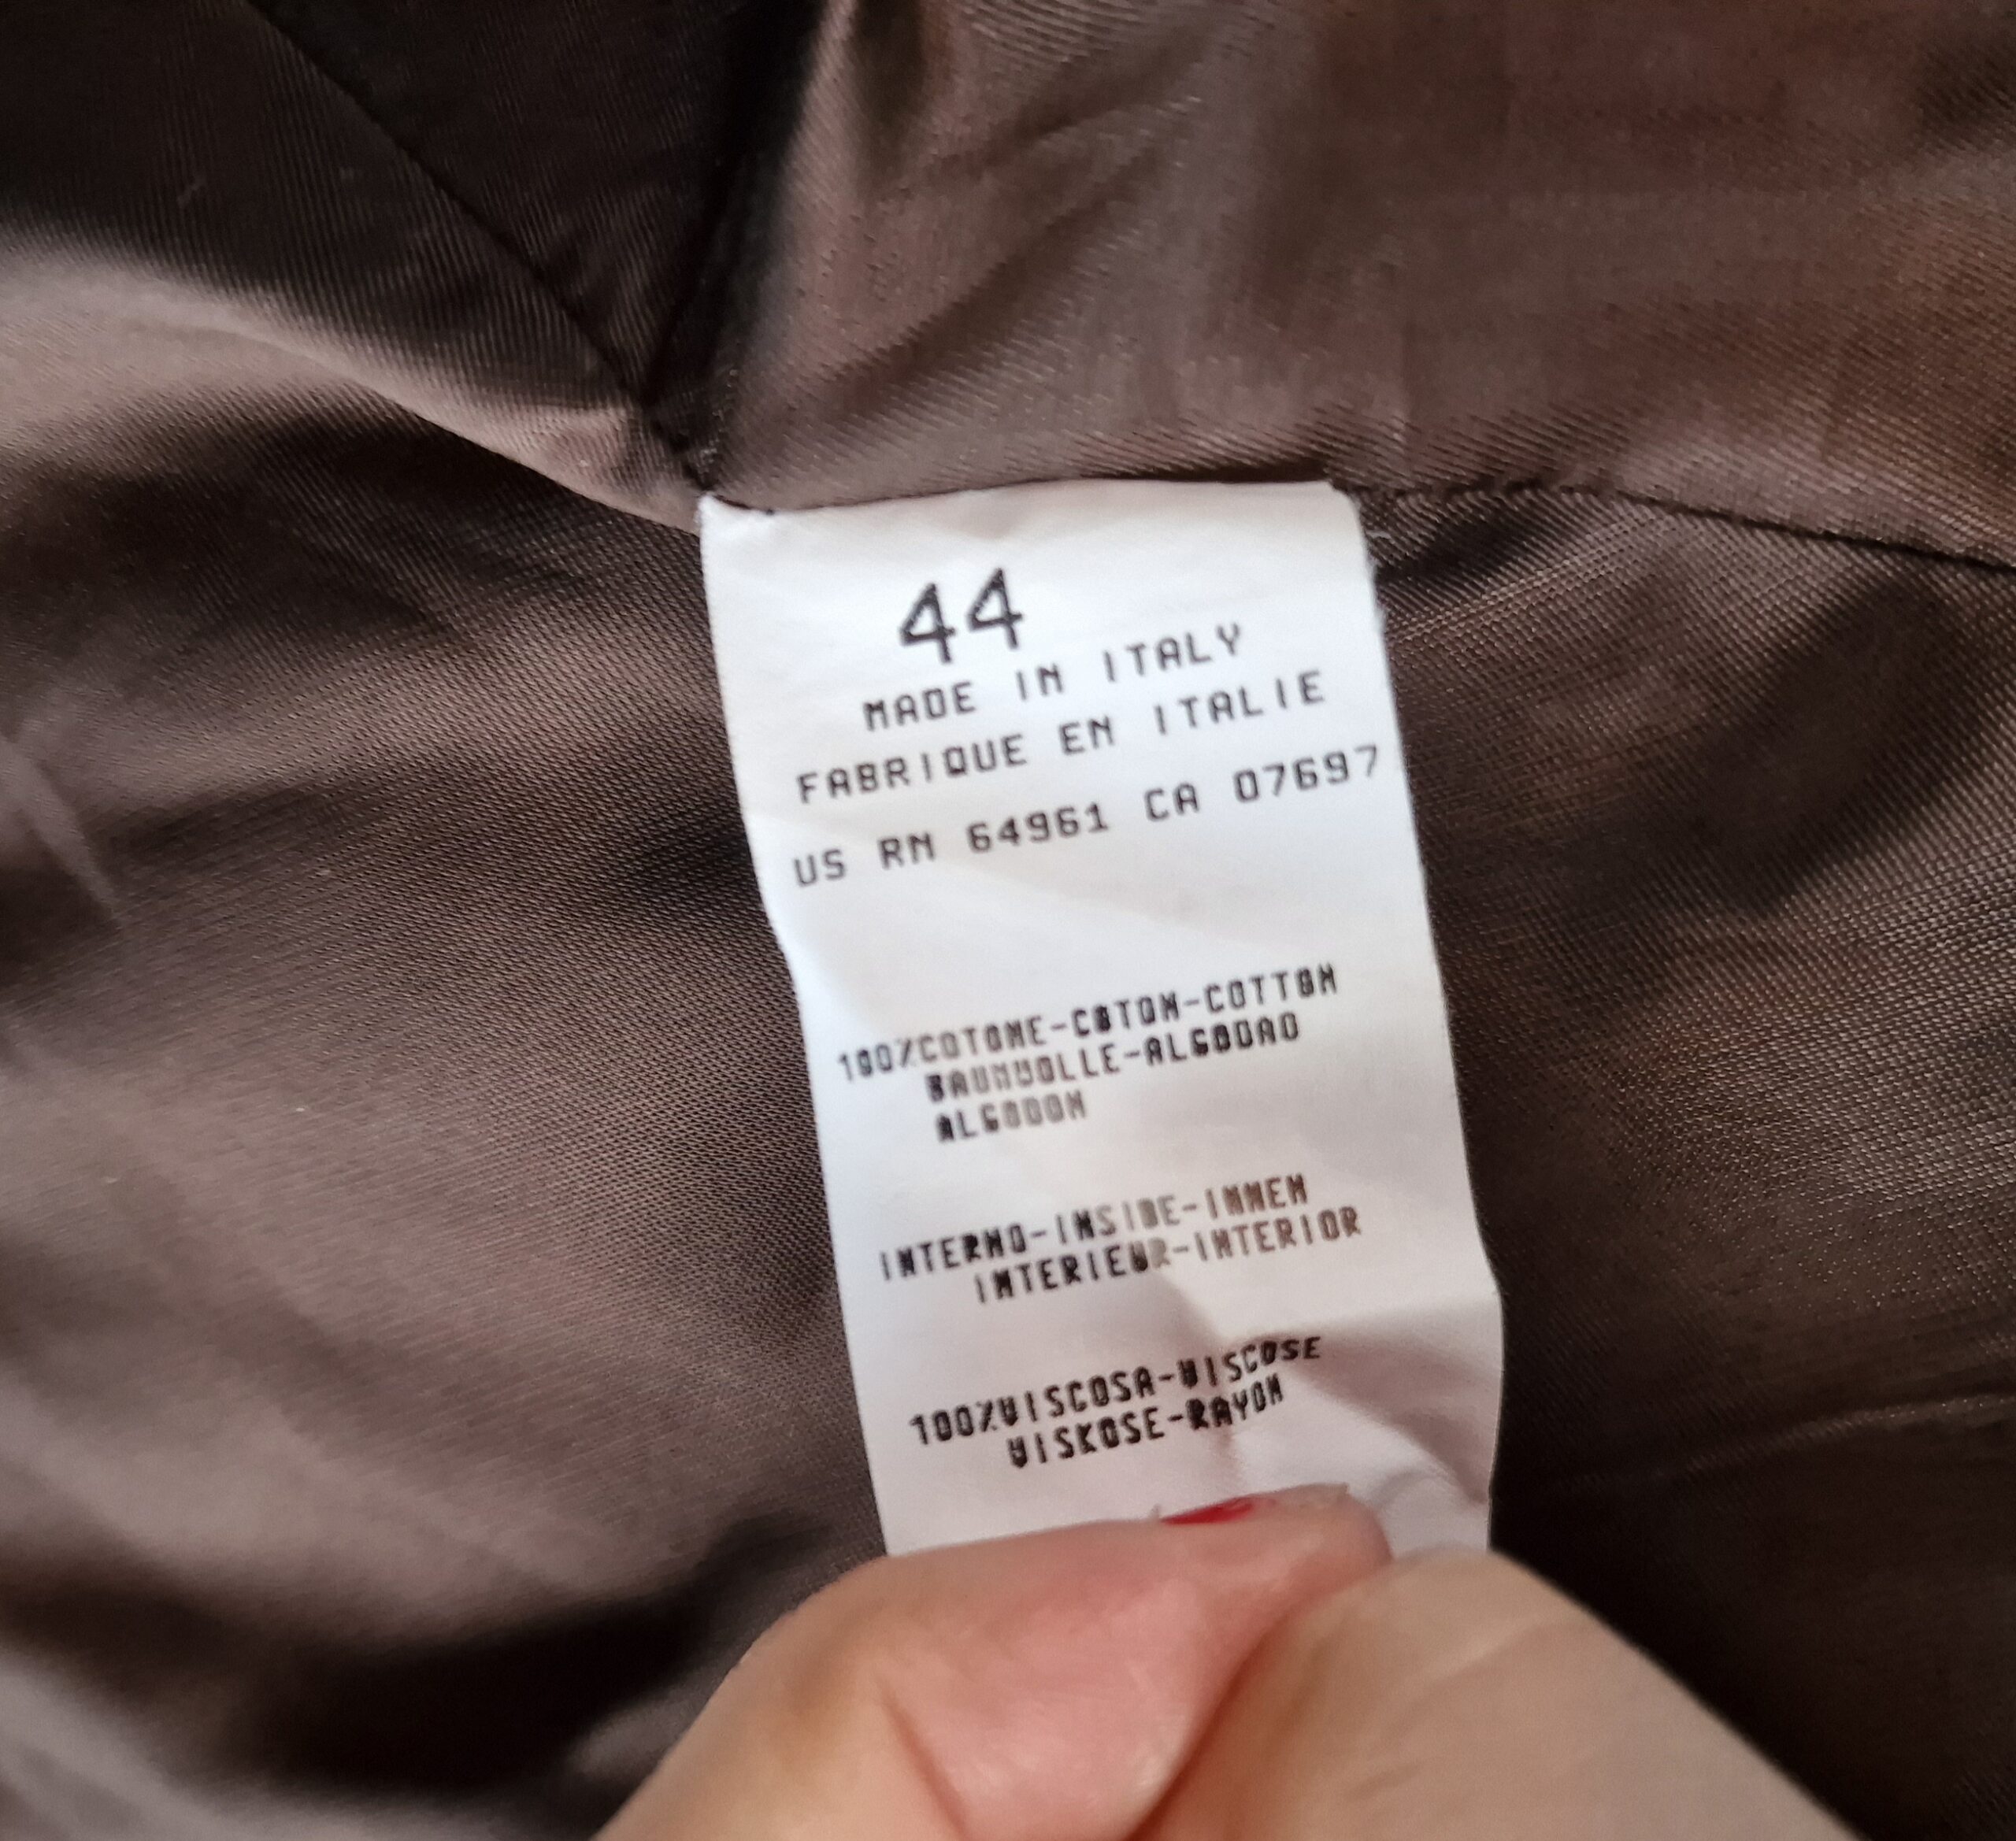 44
MADE IN ITALY
FABRIQUE EN ITALIE
US RN 64961 CA 07697
100%COTONE-COTON-COTTON
BAUMWOLLE-ALGODAO
ALGODON
INTERNO-INSIDE-INNEN
INTERIEUR-INTERIOR
100%VISCOSA-VISCOSE
VISKOSE-RAYON